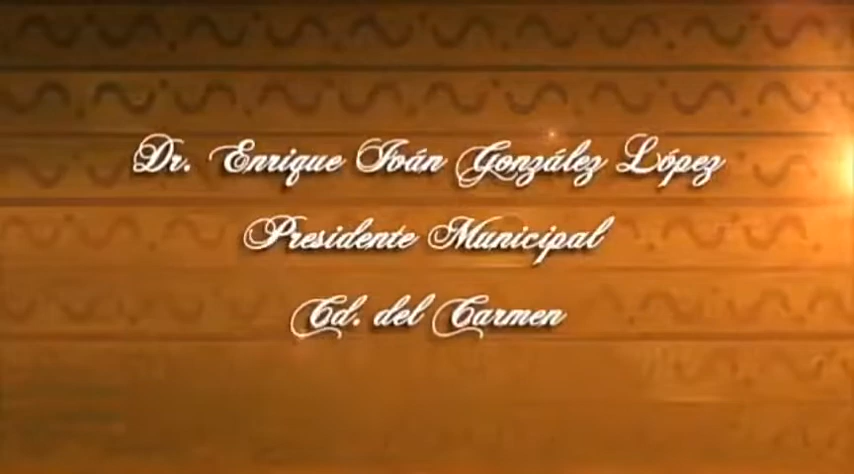 Dr. Enrique Iván González López
Presidente Municipal
Cd. del Carmen